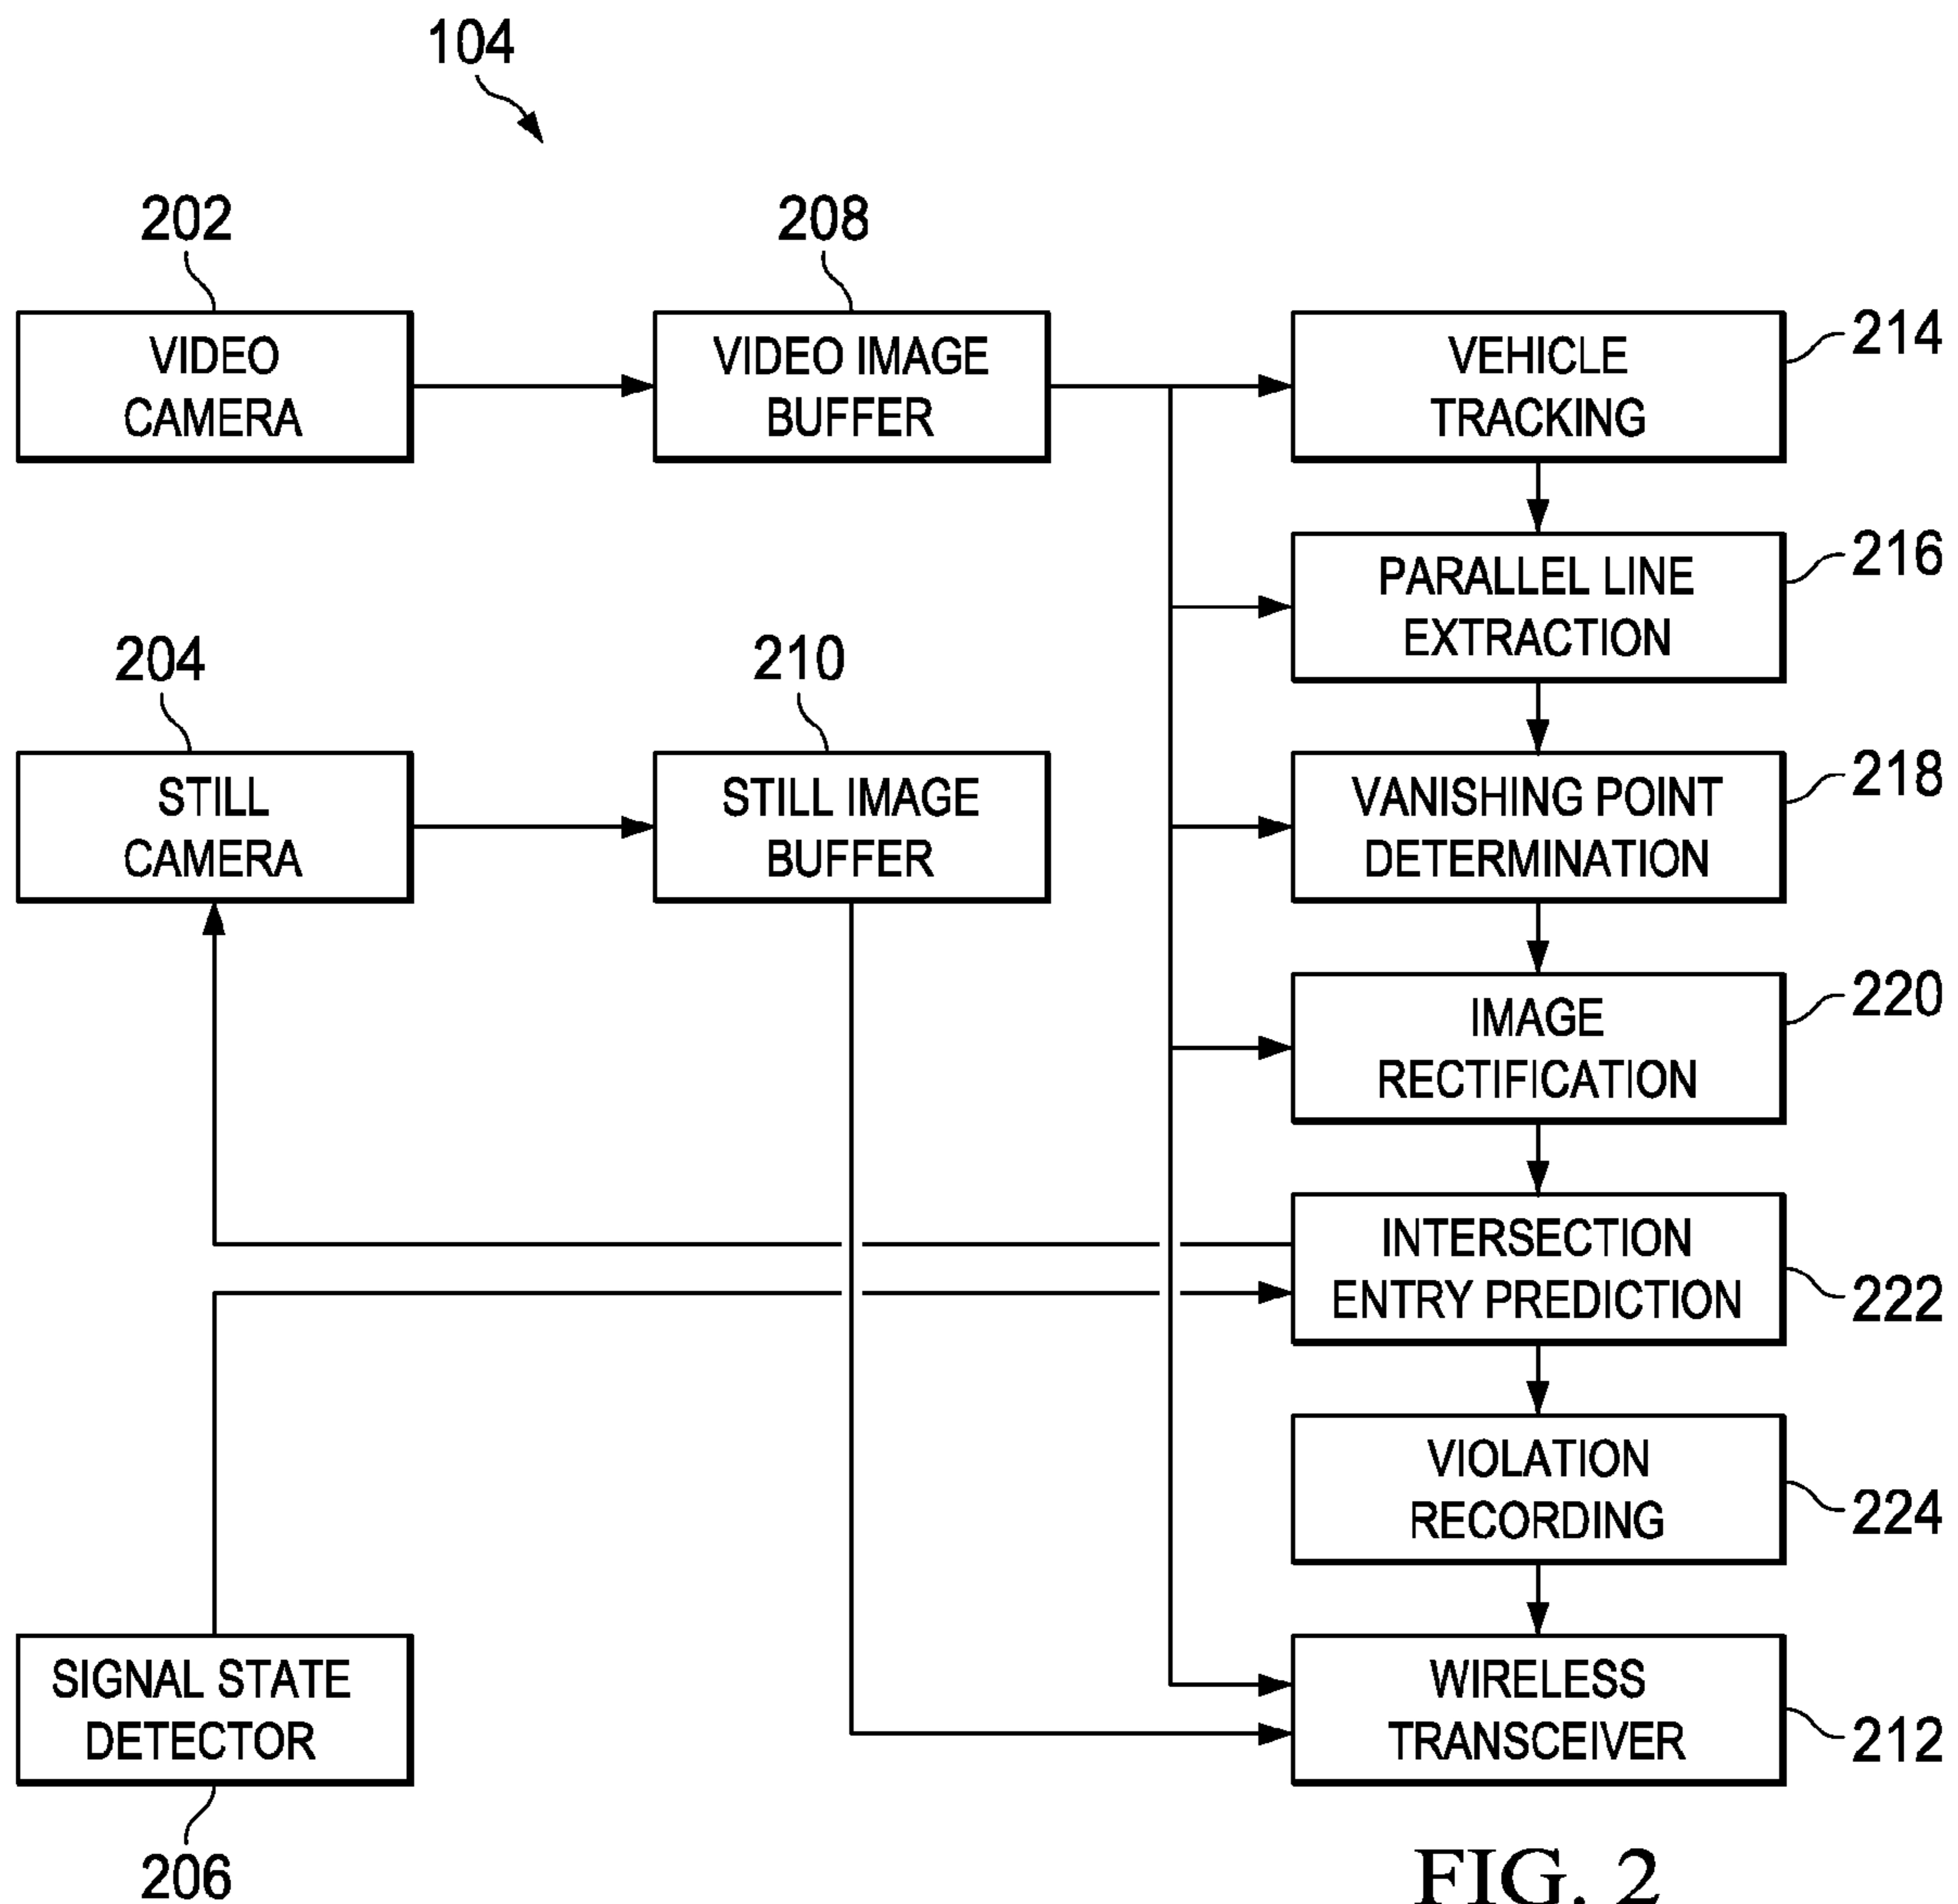 104
202
208
VIDEO
CAMERA
VIDEO IMAGE
BUFFER
VEHICLE
TRACKING
214
PARALLEL LINE
EXTRACTION
216
204
210
STILL
CAMERA
STILL IMAGE
BUFFER
VANISHING POINT
DETERMINATION
218
IMAGE
RECTIFICATION
220
INTERSECTION
ENTRY PREDICTION
222
VIOLATION
RECORDING
224
SIGNAL STATE
DETECTOR
206
WIRELESS
TRANSCEIVER
212
FIG. 2